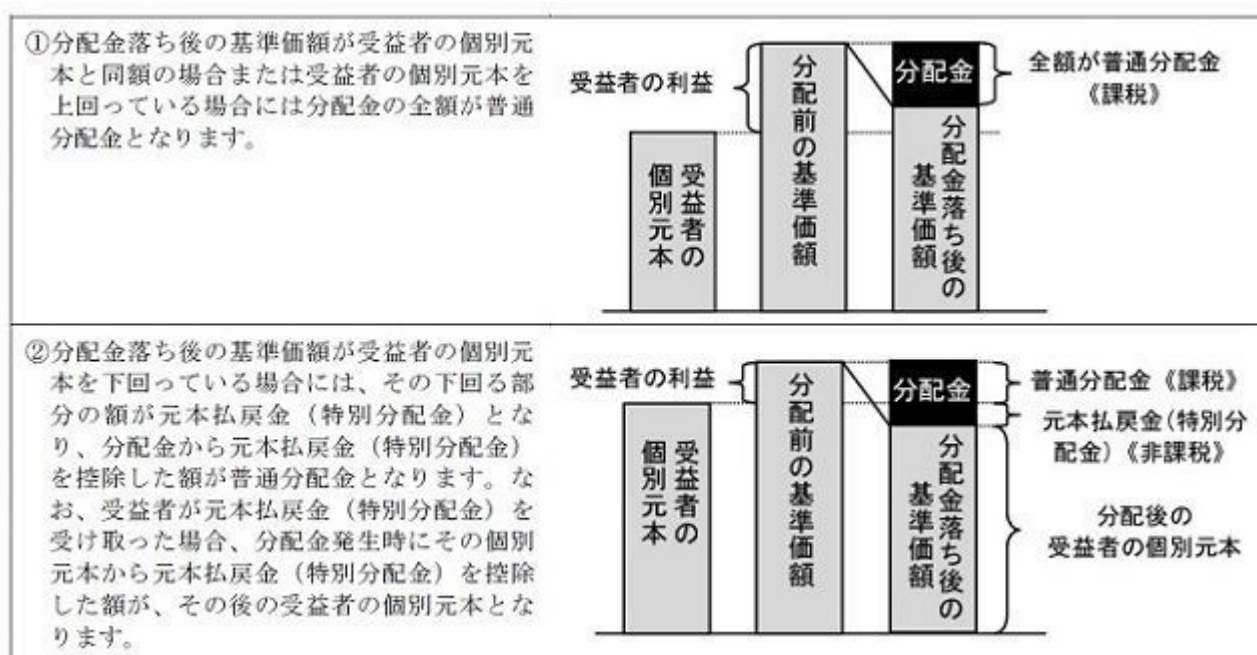 ①分配金落ち後の基準価額が受益者の個別元
本と同額の場合または受益者の個別元本を
上回っている場合には分配金の全額が普通
分配金となります。
受益者の利益
受益者の
個別元本
分配前の基準価額
分配金
分配金落ち後の
基準価額
全額が普通分配金
《課税》
②分配金落ち後の基準価額が受益者の個別元
本を下回っている場合には、その下回る部
分の額が元本払戻金（特別分配金）とな
り、分配金から元本払戻金（特別分配金）
を控除した額が普通分配金となります。な
お、受益者が元本払戻金（特別分配金）を
受け取った場合、分配金発生時にその個別
元本から元本払戻金（特別分配金）を控除
した額が、その後の受益者の個別元本とな
ります。
受益者の利益
受益者の
個別元本
分配前の基準価額
分配金
分配金落ち後の
基準価額
普通分配金《課税》
元本払戻金(特別分
配金)《非課税》
分配後の
受益者の個別元本